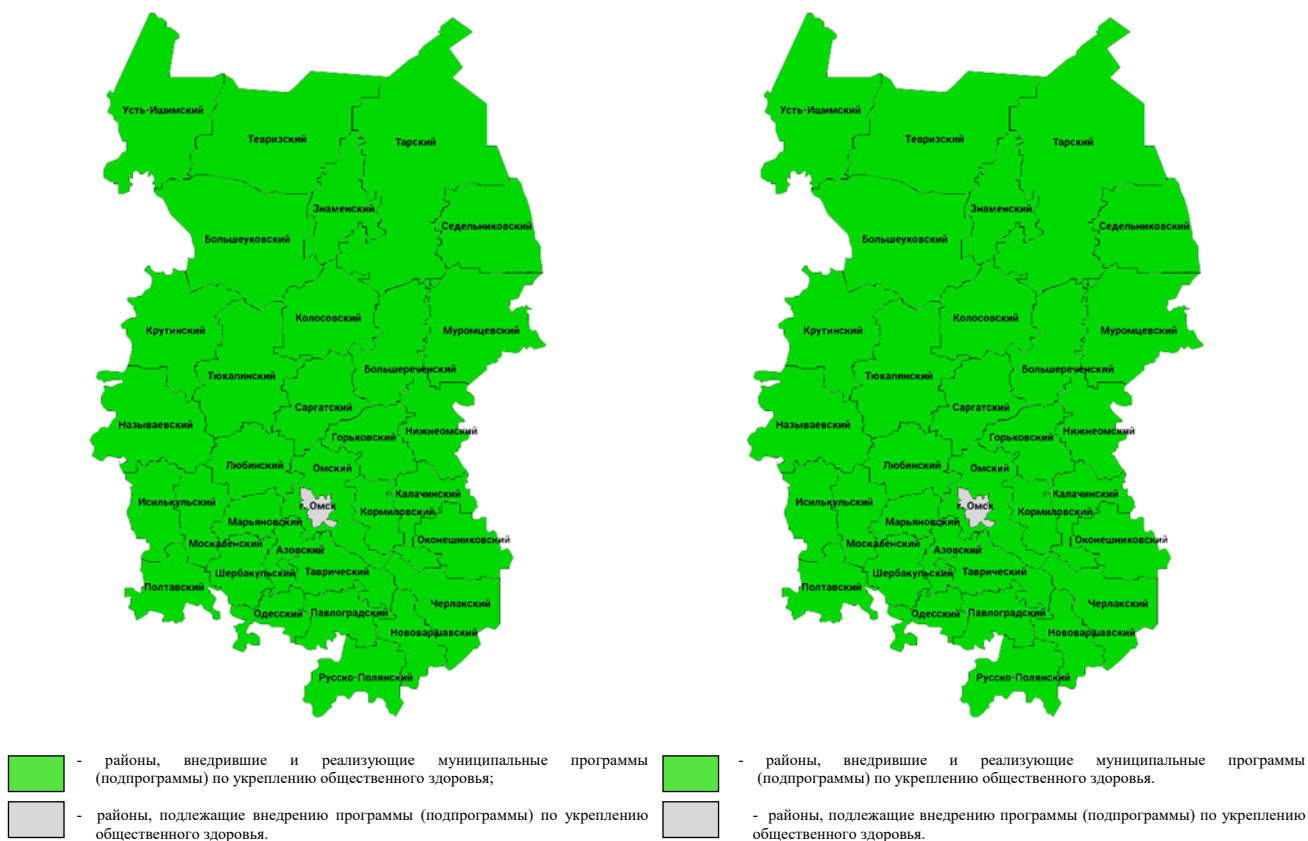 Усть-Ишимский
Тевризский
Тарский
Знаменский
Седельниковский
Большеуковский
Колосовский
Крутинский
Муромцевский
Большереченский
Тюкалинский
Саргатский
Называевский
Нижнеомский
Горьковский
Любинский
Омский
Калачинский
Исилькульский
г. Омск
Кормиловский
Марьяновский
Оконешниковский
Москаленский
Азовский
Шербакульский
Таврический
Полтавский
Черлакский
Одесский
Павлоградский
Нововаршавский
Русско-Полянский
- районы, внедрившие и реализующие муниципальные программы
(подпрограммы) по укреплению общественного здоровья;
- районы, подлежащие внедрению программы (подпрограммы) по укреплению
общественного здоровья.
Усть-Ишимский
Тевризский
Тарский
Знаменский
Седельниковский
Большеуковский
Колосовский
Крутинский
Муромцевский
Большереченский
Тюкалинский
Саргатский
Называевский
Нижнеомский
Горьковский
Любинский
Омский
Калачинский
Исилькульский
г. Омск
Кормиловский
Марьяновский
Оконешниковский
Москаленский
Азовский
Шербакульский
Таврический
Полтавский
Черлакский
Одесский
Павлоградский
Нововаршавский
Русско-Полянский
- районы, внедрившие и реализующие муниципальные программы
(подпрограммы) по укреплению общественного здоровья.
- районы, подлежащие внедрению программы (подпрограммы) по укреплению
общественного здоровья.